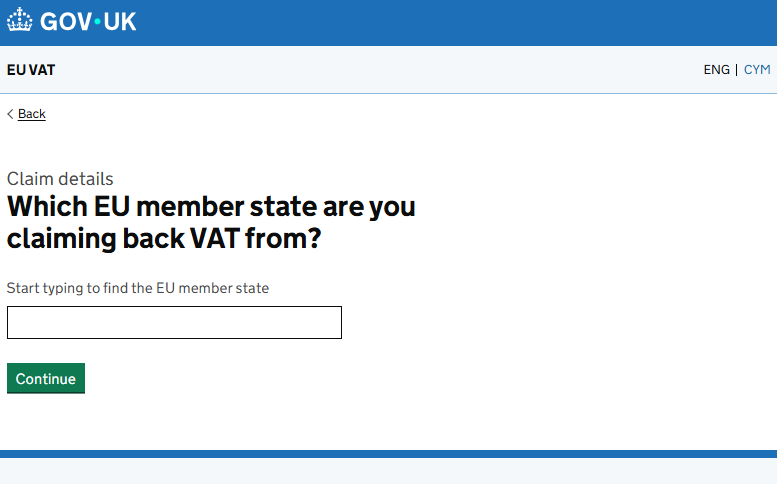 GOV·UK
EU VAT
ENG | CYM
Back
Claim details
Which EU member state are you
claiming back VAT from?
Start typing to find the EU member state
Continue